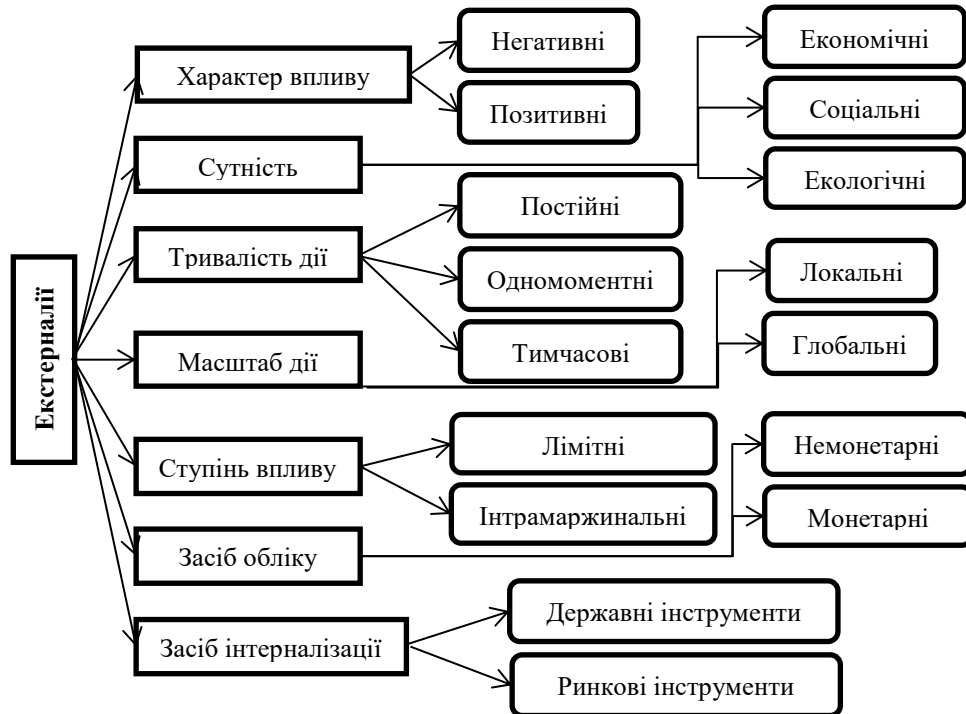 Екстерналії
Характер впливу
Негативні
Позитивні
Сутність
Економічні
Соціальні
Екологічні
Тривалість дії
Постійні
Одномоментні
Тимчасові
Масштаб дії
Локальні
Глобальні
Ступінь впливу
Лімітні
Інтрамаржинальні
Засіб обліку
Немонетарні
Монетарні
Засіб інтерналізації
Державні інструменти
Ринкові інструменти